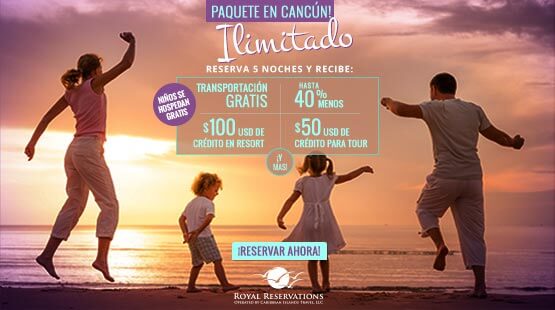 PAQUETE EN CANCÚN!
Ilimitado
RESERVA 5 NOCHES Y RECIBE:
NIÑOS SE
HOSPEDAN
GRATIS
TRANSPORTACIÓN
GRATIS
HASTA
40% MENOS
$100 USD DE
CRÉDITO EN RESORT
$50 USD DE
CRÉDITO PARA TOUR
¡Y
MAS!
¡RESERVAR AHORA!
ROYAL RESERVATIONS
OPERATED BY CARIBBEAN ISLANDS TRAVEL, LLC